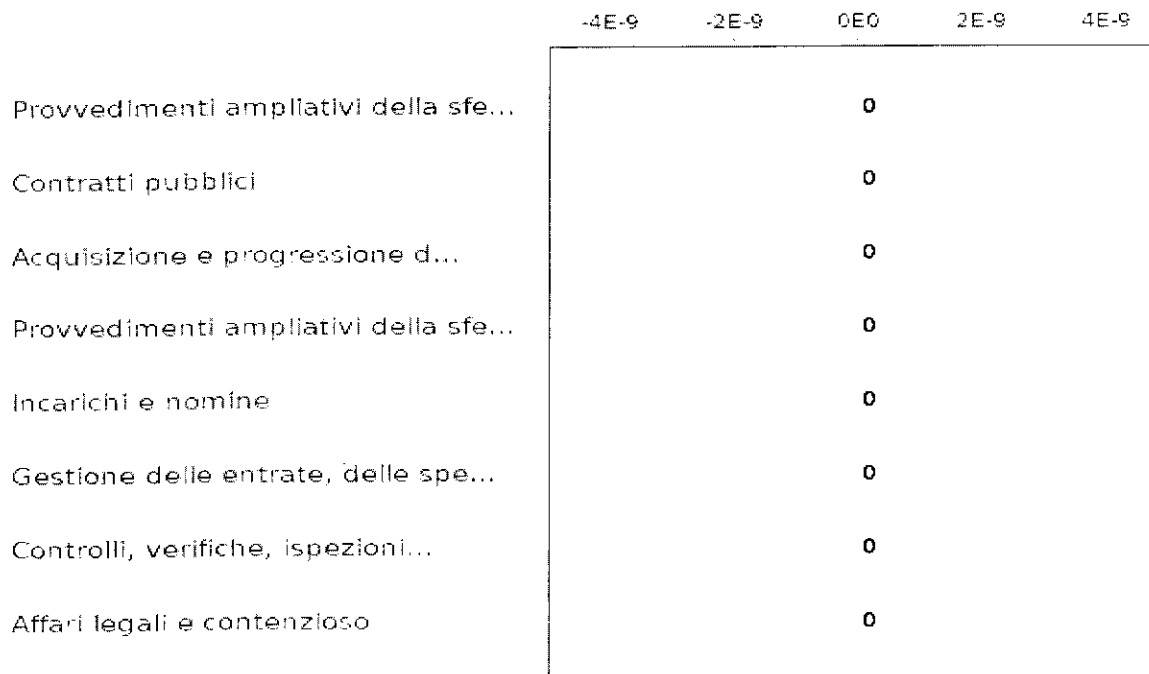 -4E-9 -2E-9 0E0 2E-9 4E-9
Provvedimenti ampliativi della sfe... 0
Contratti pubblici 0
Acquisizione e progressione d... 0
Provvedimenti ampliativi della sfe... 0
Incarichi e nomine 0
Gestione delle entrate, delle spe... 0
Controlli, verifiche, ispezioni... 0
Affari legali e contenzioso 0